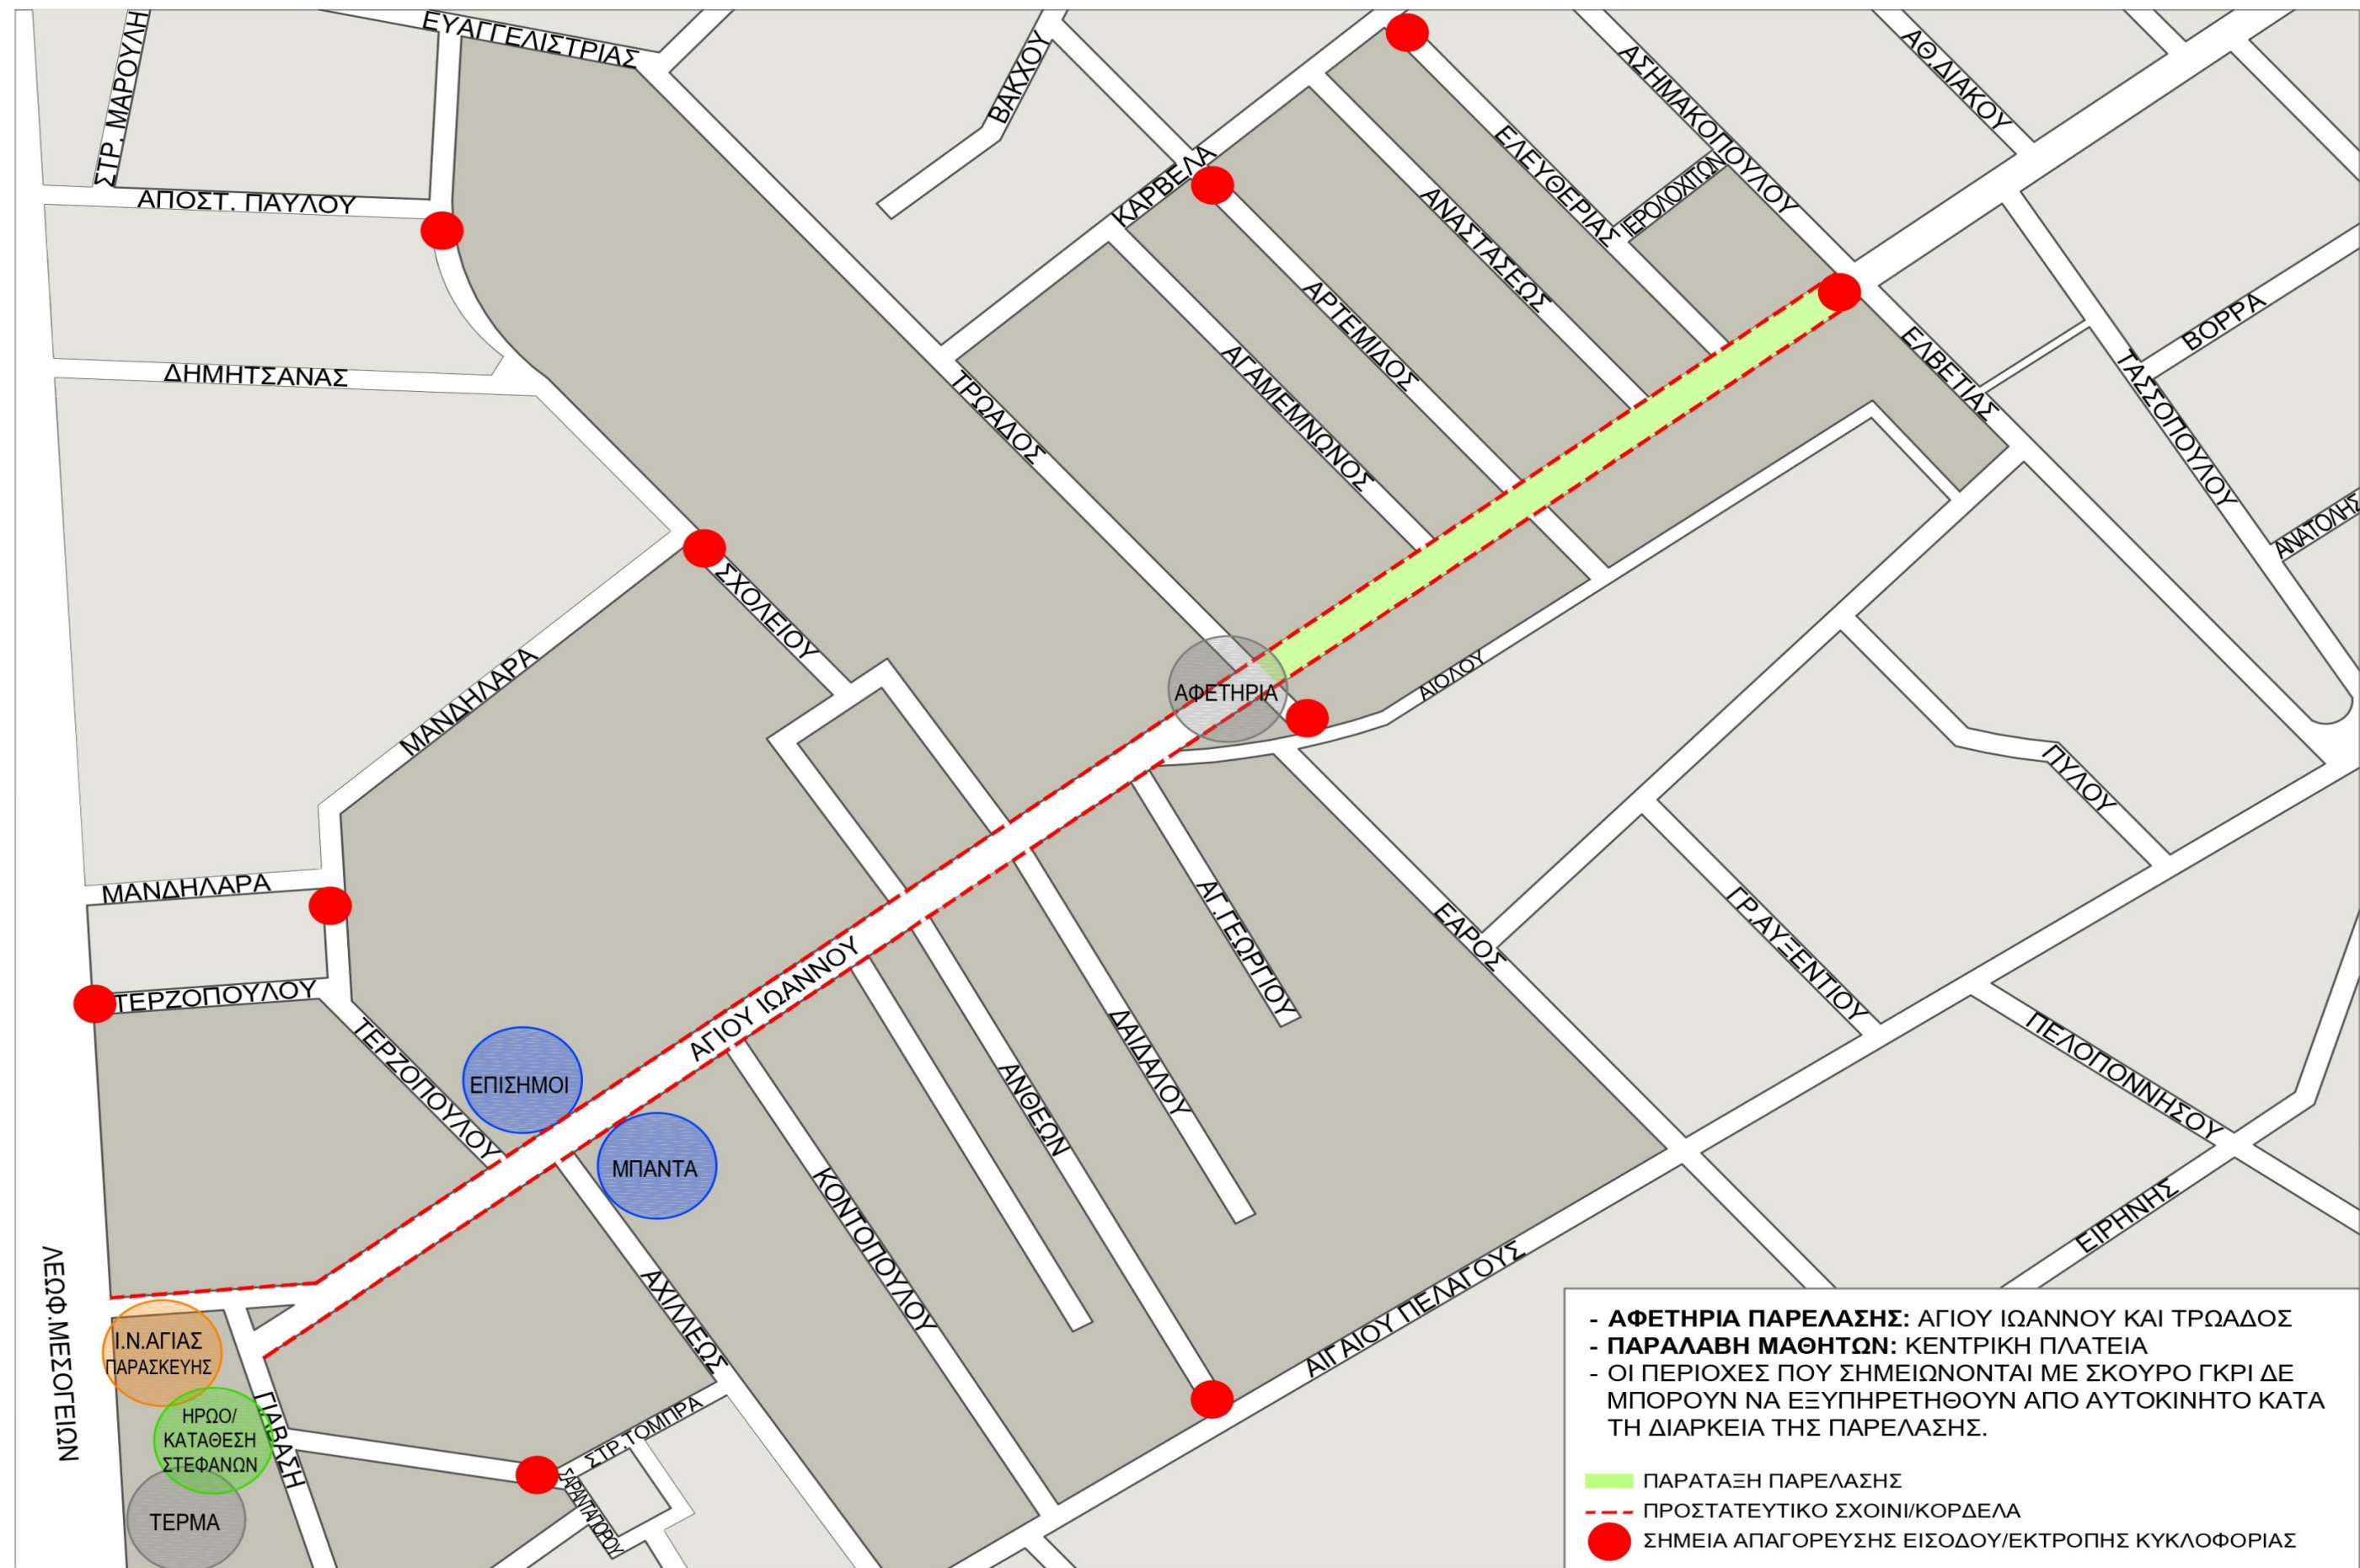 ΕΥΑΓΓΕΛΙΣΤΡΙΑΣ
ΣΤΡ. ΜΑΡΟΥΛΗ
ΒΑΚΧΟΥ
ΑΣΗΜΑΚΟΠΟΥΛΟΥ
ΑΘ.ΔΙΑΚΟΥ
ΑΠΟΣΤ. ΠΑΥΛΟΥ
ΚΑΡΒΕΛΑ
ΕΛΕΥΘΕΡΙΑΣ
ΙΕΡΟΛΟΧΙΤΩΝ
ΑΝΑΣΤΑΣΕΩΣ
ΑΡΤΕΜΙΔΟΣ
ΑΓΑΜΕΜΝΩΝΟΣ
ΤΡΩΑΔΟΣ
ΕΛΒΕΤΙΑΣ
ΒΟΡΡΑ
ΤΑΣΣΟΠΟΥΛΟΥ
ΑΝΑΤΟΛΗΣ
ΔΗΜΗΤΣΑΝΑΣ
ΣΧΟΛΕΙΟΥ
ΜΑΝΔΗΛΑΡΑ
ΑΦΕΤΗΡΙΑ
ΑΙΟΛΟΥ
ΠΥΛΟΥ
ΜΑΝΔΗΛΑΡΑ
ΑΓ.ΓΕΩΡΓΙΟΥ
ΕΑΡΟΣ
ΓΡ.ΑΥΞΕΝΤΙΟΥ
ΤΕΡΖΟΠΟΥΛΟΥ
ΑΓΙΟΥ ΙΩΑΝΝΟΥ
ΤΕΡΖΟΠΟΥΛΟΥ
ΕΠΙΣΗΜΟΙ
ΜΠΑΝΤΑ
ΔΑΙΔΑΛΟΥ
ΑΝΘΕΩΝ
ΚΟΝΤΟΠΟΥΛΟΥ
ΠΕΛΟΠΟΝΝΗΣΟΥ
ΕΙΡΗΝΗΣ
ΑΙΓΑΙΟΥ ΠΕΛΑΓΟΥΣ
ΑΧΙΛΛΕΩΣ
ΛΕΩΦ.ΜΕΣΟΓΕΙΩΝ
Ι.Ν.ΑΓΙΑΣ
ΠΑΡΑΣΚΕΥΗΣ
ΗΡΩΟ/
ΚΑΤΑΘΕΣΗ
ΣΤΕΦΑΝΩΝ
ΤΕΡΜΑ
ΓΙΑΒΑΣΗ
ΣΤΡ.ΤΟΜΠΡΑ
ΣΑΡΑΝΤΑΠΟΡΟΥ
- ΑΦΕΤΗΡΙΑ ΠΑΡΕΛΑΣΗΣ: ΑΓΙΟΥ ΙΩΑΝΝΟΥ ΚΑΙ ΤΡΩΑΔΟΣ
- ΠΑΡΑΛΑΒΗ ΜΑΘΗΤΩΝ: ΚΕΝΤΡΙΚΗ ΠΛΑΤΕΙΑ
- ΟΙ ΠΕΡΙΟΧΕΣ ΠΟΥ ΣΗΜΕΙΩΝΟΝΤΑΙ ΜΕ ΣΚΟΥΡΟ ΓΚΡΙ ΔΕ
ΜΠΟΡΟΥΝ ΝΑ ΕΞΥΠΗΡΕΤΗΘΟΥΝ ΑΠΟ ΑΥΤΟΚΙΝΗΤΟ ΚΑΤΑ
ΤΗ ΔΙΑΡΚΕΙΑ ΤΗΣ ΠΑΡΕΛΑΣΗΣ.
ΠΑΡΑΤΑΞΗ ΠΑΡΕΛΑΣΗΣ
ΠΡΟΣΤΑΤΕΥΤΙΚΟ ΣΧΟΙΝΙ/ΚΟΡΔΕΛΑ
ΣΗΜΕΙΑ ΑΠΑΓΟΡΕΥΣΗΣ ΕΙΣΟΔΟΥ/ΕΚΤΡΟΠΗΣ ΚΥΚΛΟΦΟΡΙΑΣ